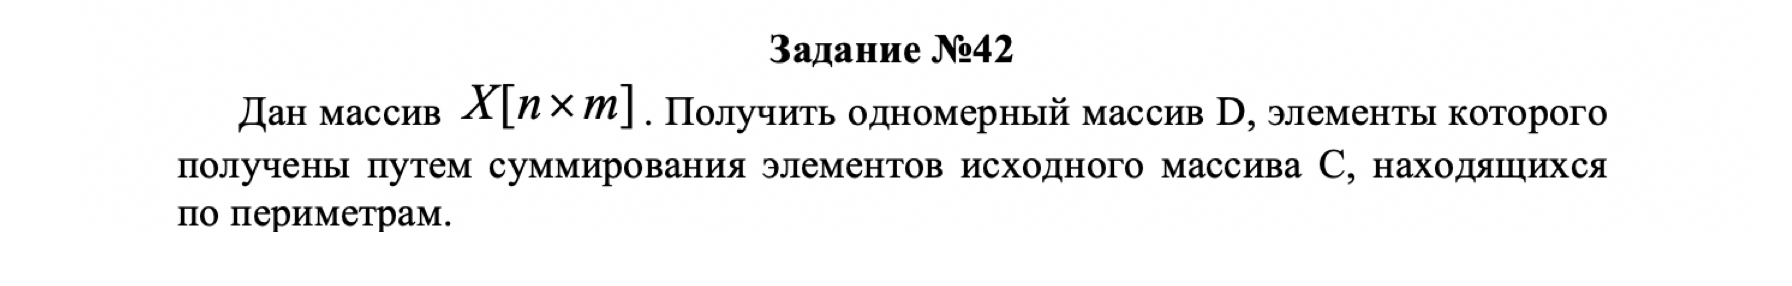 Задание №42
Дан массив X[n×m]. Получить одномерный массив D, элементы которого
получены путем суммирования элементов исходного массива C, находящихся
по периметрам.